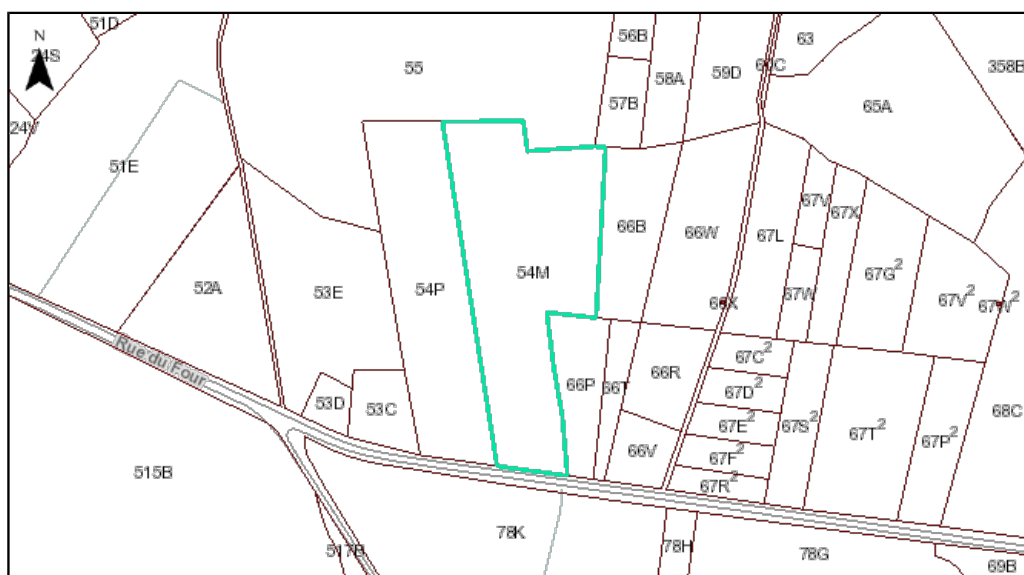 51D
56B
63
N
24S
55
58A
59D
60C
358B
57B
65A
24V
51E
67V
67X
66B
66W
67L
54M
67G²
52A
53E
54P
67W
67V²
67W²
66X
Rue du Four
67C²
66P
66T
66R
67D²
53D
53C
67E²
67S²
67T²
67P²
68C
66V
67F²
515B
67R²
78K
517B
78H
78G
69B